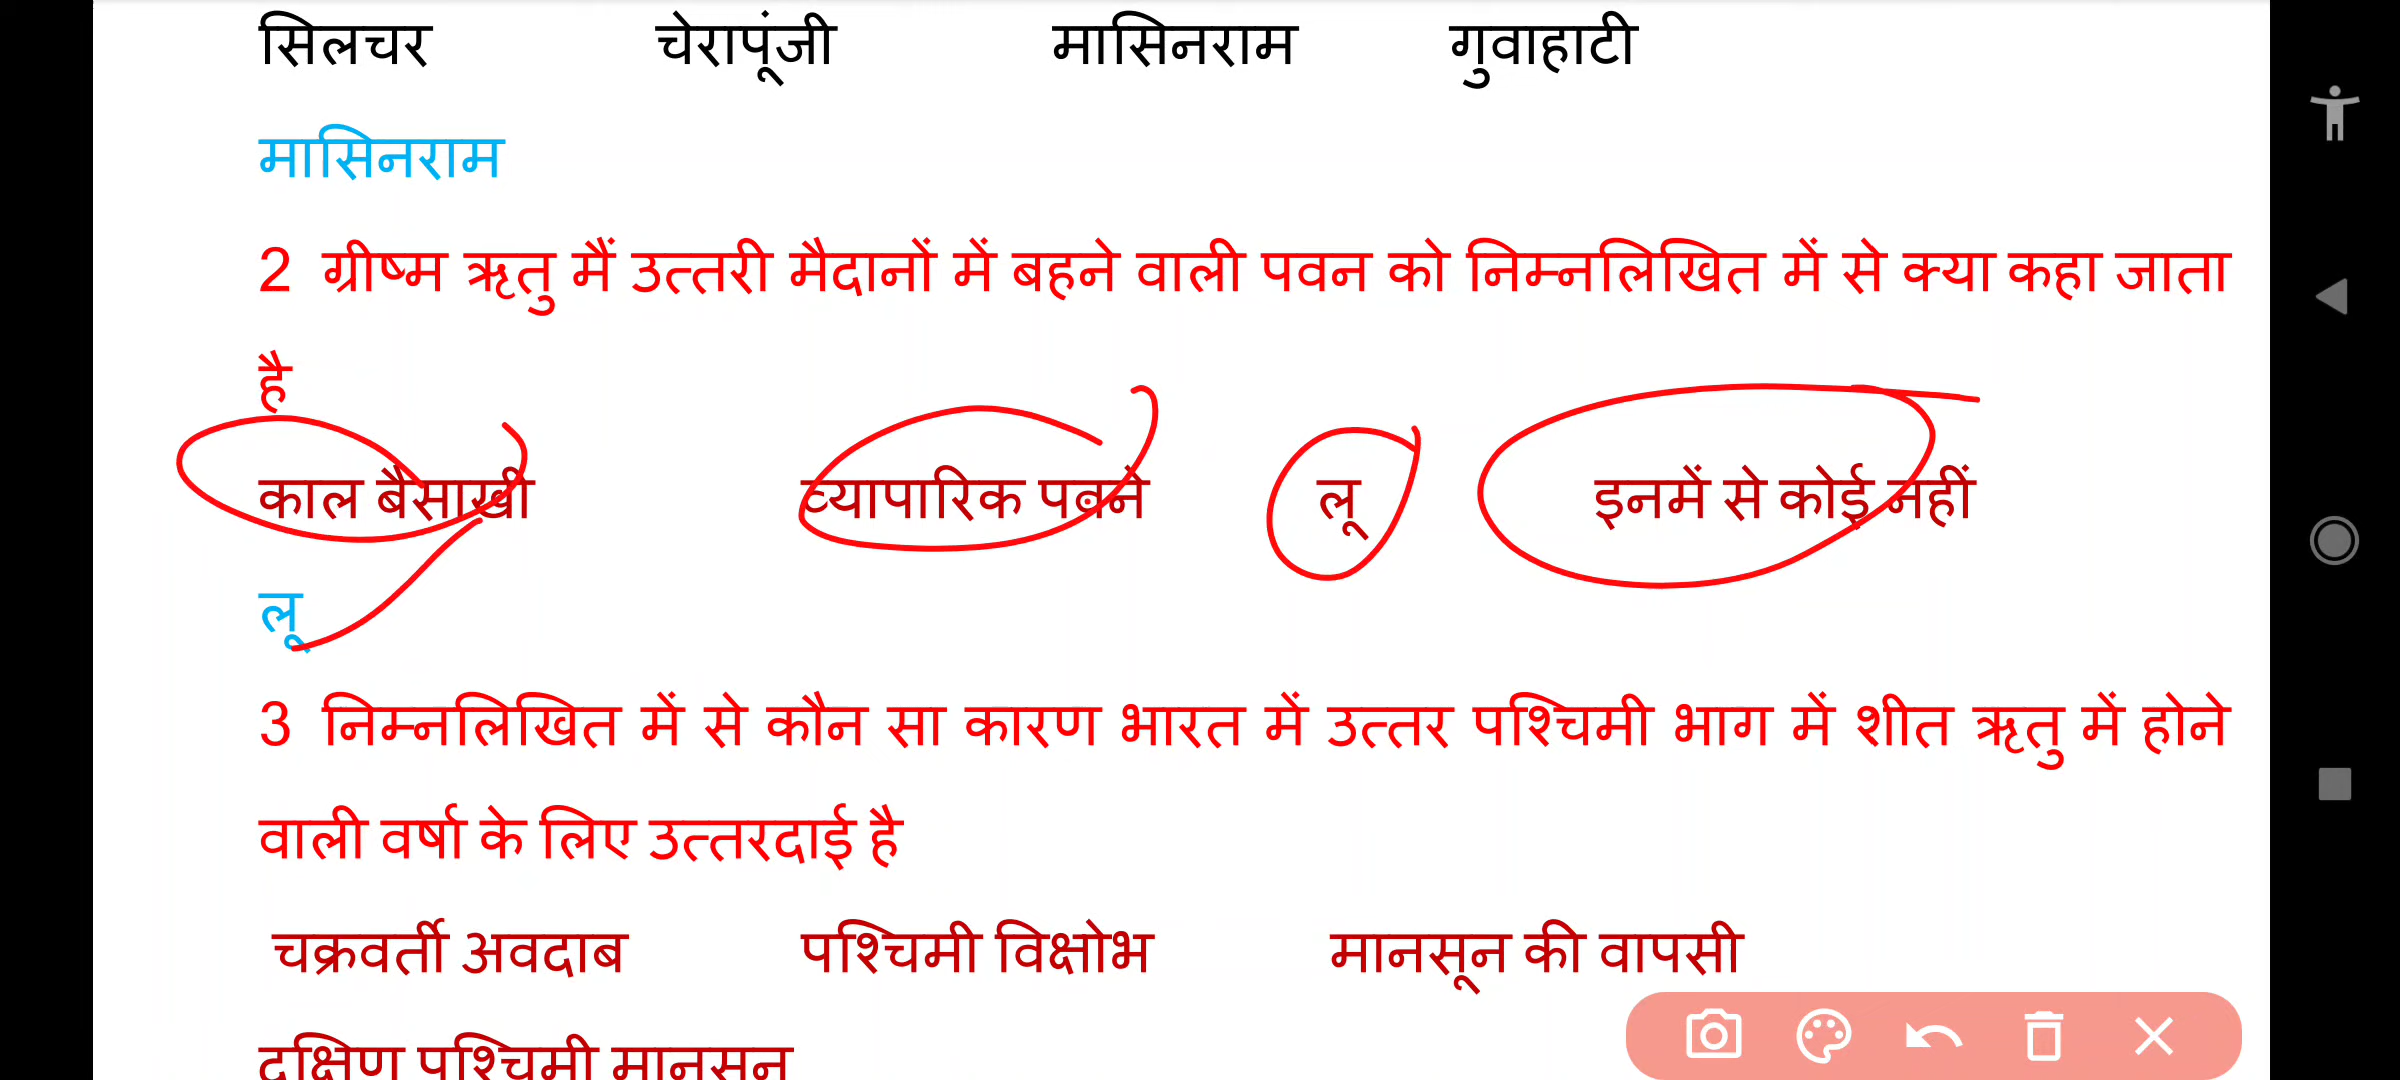 सिलचर चेरापूंजी मासिनराम गुवाहाटी
मासिनराम
2 ग्रीष्म ऋतु मैं उत्तरी मैदानों में बहने वाली पवन को निम्नलिखित में से क्या कहा जाता
है
काल बैसाखी व्यापारिक पवने लू इनमें से कोई नहीं
लू
3 निम्नलिखित में से कौन सा कारण भारत में उत्तर पश्चिमी भाग में शीत ऋतु में होने
वाली वर्षा के लिए उत्तरदाई है
चक्रवर्ती अवदाब पश्चिमी विक्षोभ मानसून की वापसी
दक्षिण पश्चिमी मानसून